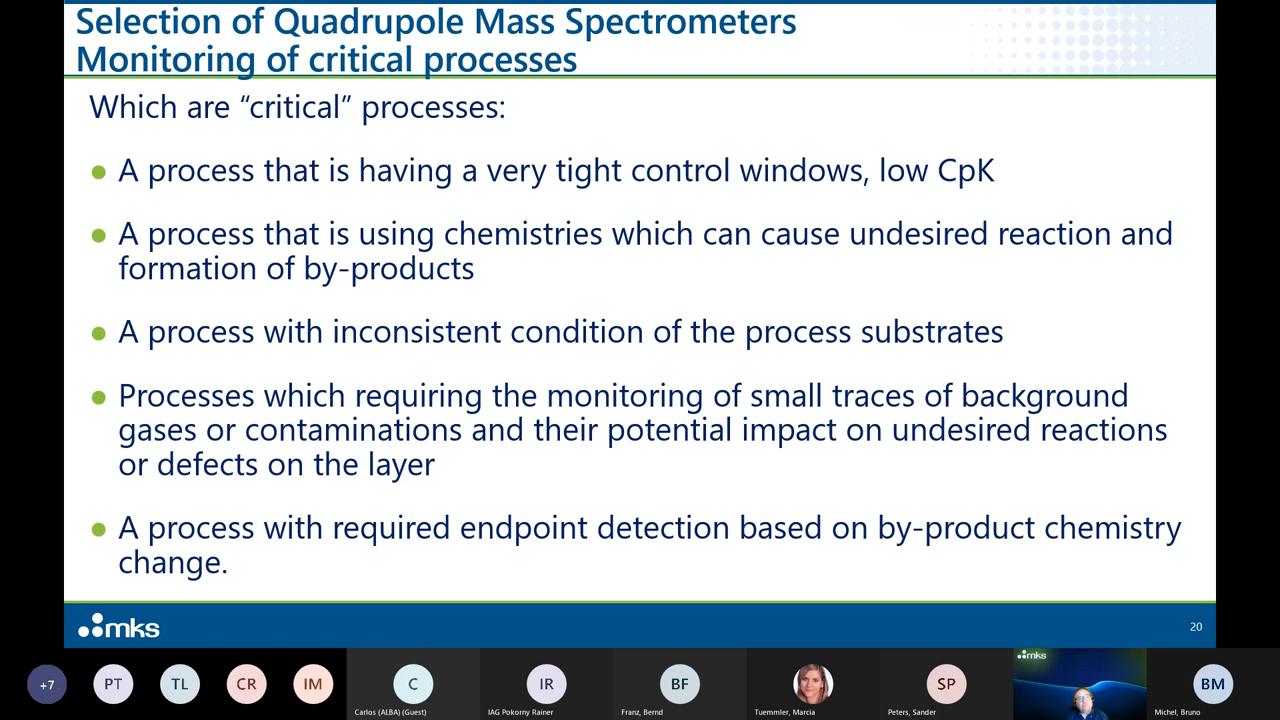 Selection of Quadrupole Mass Spectrometers
Monitoring of critical processes
Which are “critical” processes:
A process that is having a very tight control windows, low CpK
A process that is using chemistries which can cause undesired reaction and
formation of by-products
A process with inconsistent condition of the process substrates
Processes which requiring the monitoring of small traces of background
gases or contaminations and their potential impact on undesired reactions
or defects on the layer
A process with required endpoint detection based on by-product chemistry
change.
mks
20
+7
PT
TL
CR
IM
C
Carlos (ALBA) (Guest)
IR
IAG Pokorny Rainer
BF
Franz, Bernd
Tuemmler, Marcia
SP
Peters, Sander
mks
BM
Michel, Bruno